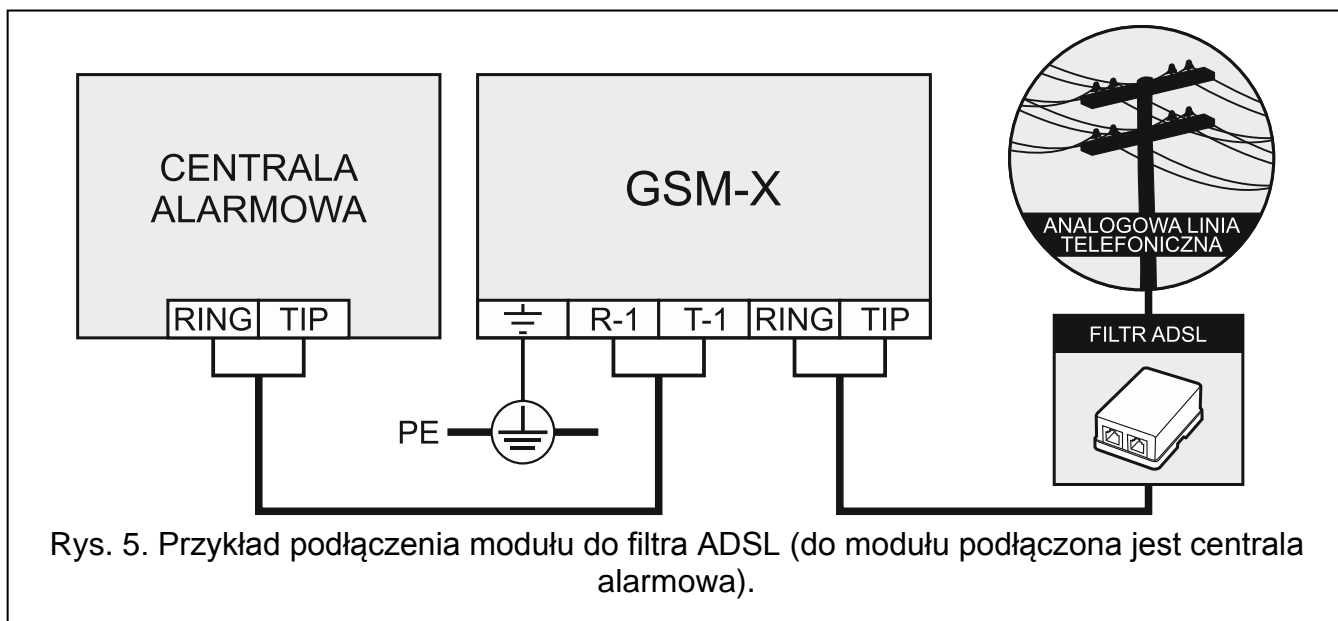 CENTRALA
ALARMOWA
RING TIP
GSM-X
R-1 T-1 RING TIP
PE
ANALOGOWA LINIA
TELEFONICZNA
FILTR ADSL
Rys. 5. Przykład podłączenia modułu do filtra ADSL (do modułu podłączona jest centrala
alarmowa).